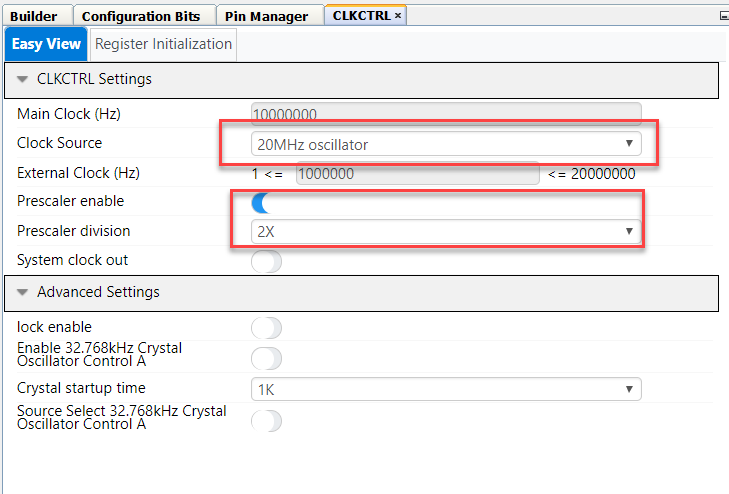 Builder Configuration Bits Pin Manager CLKCTRL ×
Easy View Register Initialization
CLKCTRL Settings
Main Clock (Hz) 10000000
Clock Source 20MHz oscillator
External Clock (Hz) 1 <= 1000000 <= 20000000
Prescaler enable
Prescaler division 2X
System clock out
Advanced Settings
lock enable
Enable 32.768kHz Crystal
Oscillator Control A
Crystal startup time 1K
Source Select 32.768kHz Crystal
Oscillator Control A